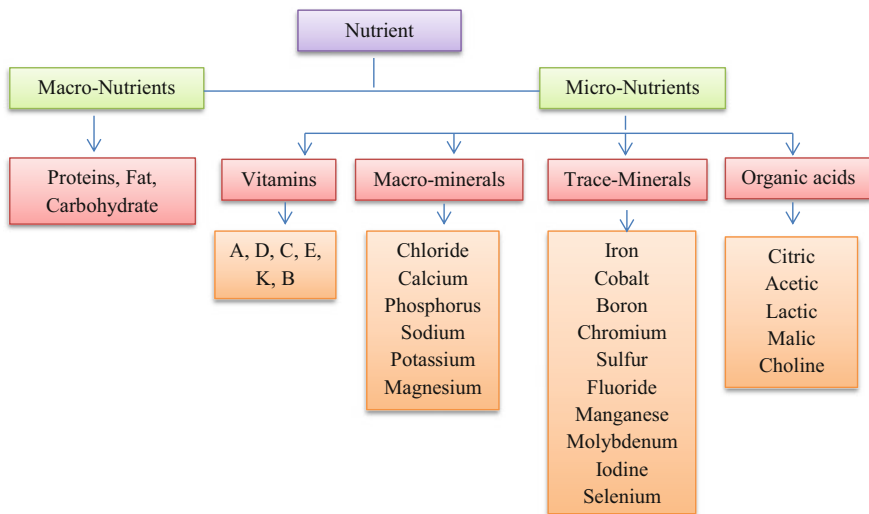 Nutrient
Macro-Nutrients
Micro-Nutrients
Proteins, Fat,
Carbohydrate
Vitamins
Macro-minerals
Trace-Minerals
Organic acids
A, D, C, E,
K, B
Chloride
Calcium
Phosphorus
Sodium
Potassium
Magnesium
Iron
Cobalt
Boron
Chromium
Sulfur
Fluoride
Manganese
Molybdenum
Iodine
Selenium
Citric
Acetic
Lactic
Malic
Choline